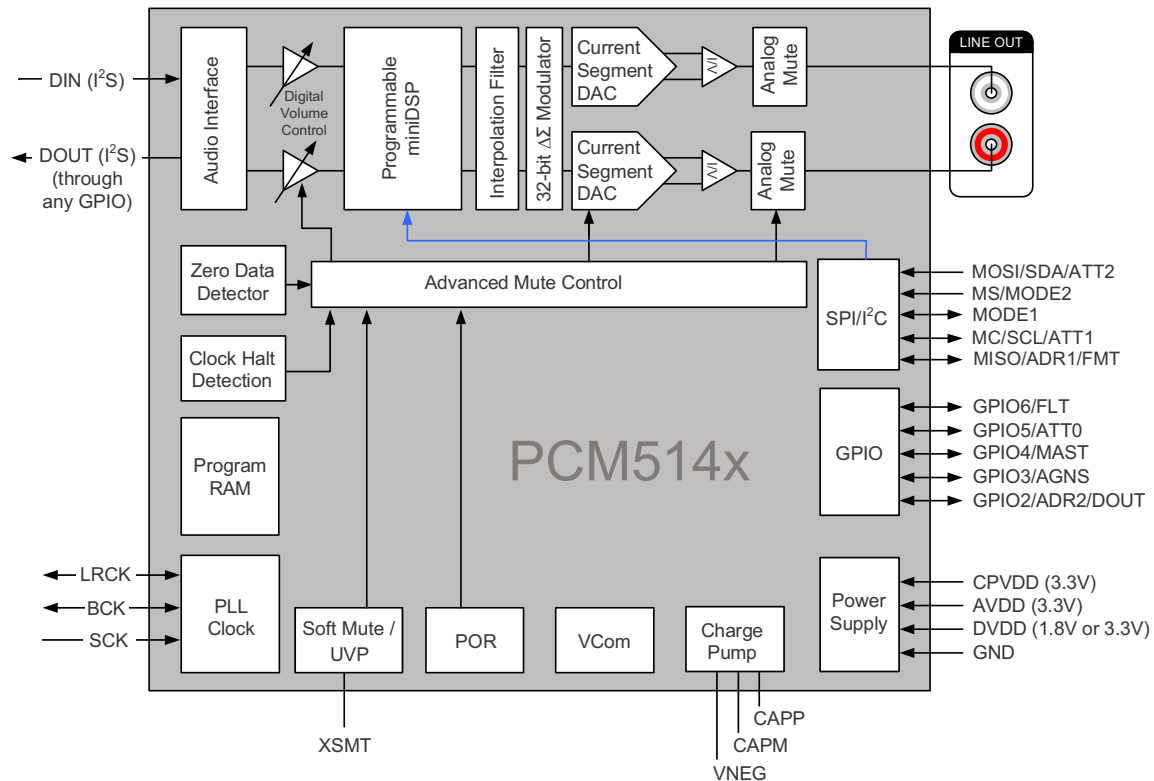 DIN (I²S)
DOUT (I²S)
(through
any GPIO)
Audio Interface
Digital
Volume
Control
Programmable
miniDSP
Interpolation Filter
32-bit ΔΣ Modulator
Current
Segment
DAC
I/V
Analog
Mute
Current
Segment
DAC
I/V
Analog
Mute
LINE OUT
Zero Data
Detector
Advanced Mute Control
Clock Halt
Detection
SPI/I²C
MOSI/SDA/ATT2
MS/MODE2
MODE1
MC/SCL/ATT1
MISO/ADR1/FMT
Program
RAM
PCM514x
GPIO
GPIO6/FLT
GPIO5/ATT0
GPIO4/MAST
GPIO3/AGNS
GPIO2/ADR2/DOUT
LRCK
BCK
SCK
PLL
Clock
Soft Mute /
UVP
POR
VCom
Charge
Pump
Power
Supply
CPVDD (3.3V)
AVDD (3.3V)
DVDD (1.8V or 3.3V)
GND
XSMT
CAPP
CAPM
VNEG